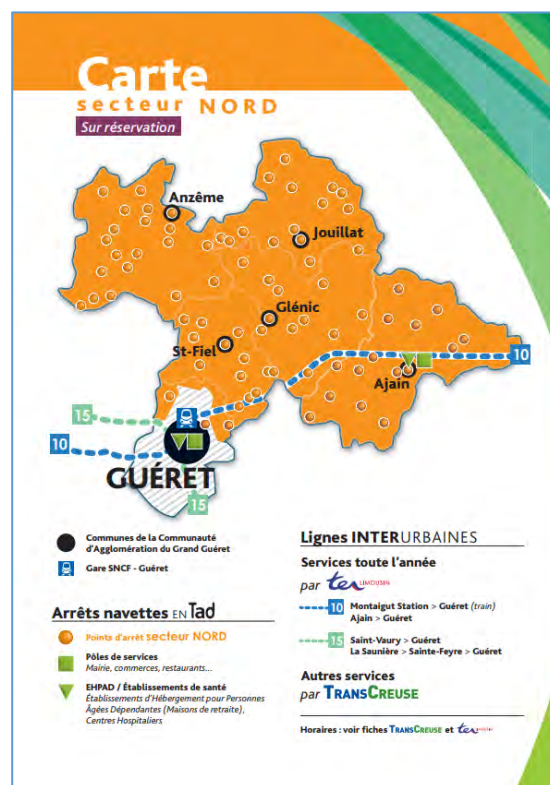 Carte
secteur NORD
Sur réservation
Anzême
Jouillat
Glénic
St-Fiel
10
Ajain
15
10
GUÉRET
15
Communes de la Communauté
d'Agglomération du Grand Guéret
Gare SNCF - Guéret
Arrêts navettes EN Tad
Points d'arrêt secteur NORD
Pôles de services
Mairie, commerces, restaurants...
EHPAD / Établissements de santé
Établissements d'Hébergement pour Personnes
Âgées Dépendantes (Maisons de retraite),
Centres Hospitaliers
Lignes INTERURBAINES
Services toute l'année
par ter LIMOUSIN
10 Montaigut Station > Guéret (train)
Ajain > Guéret
15 Saint-Vaury > Guéret
La Saunière > Sainte-Feyre > Guéret
Autres services
par TRANSCREUSE
Horaires : voir fiches TRANSCREUSE et ter